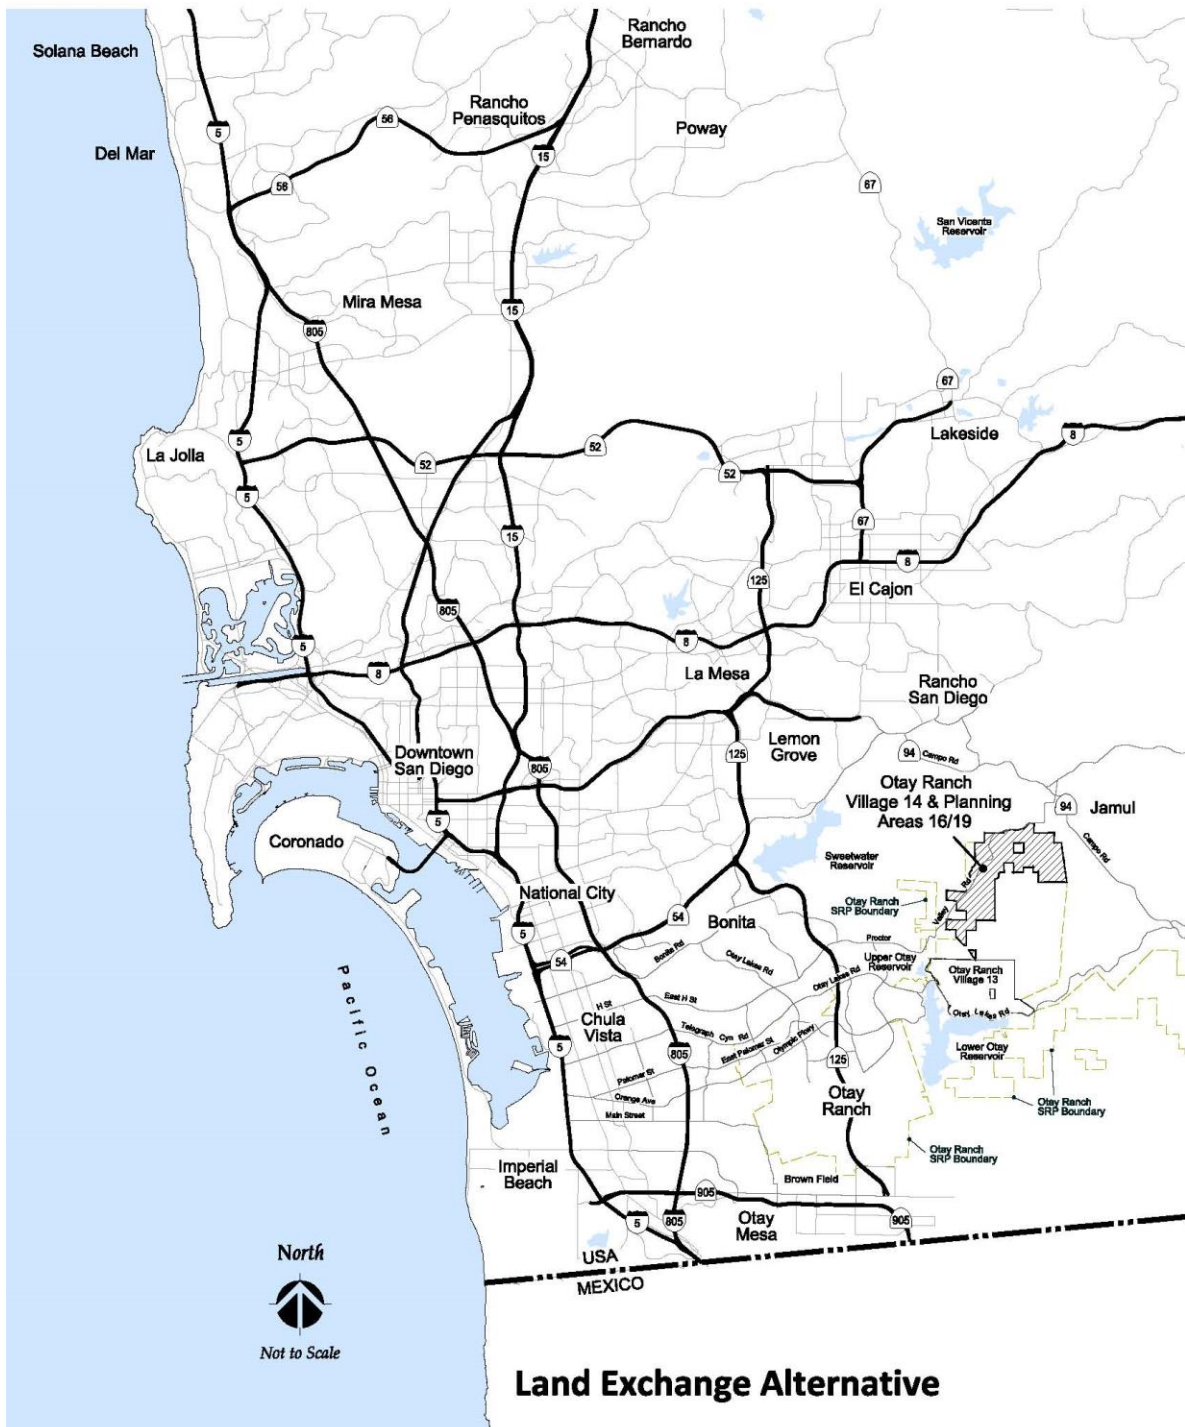 Solana Beach
Rancho
Bernardo
Rancho
Penasquitos
56
Poway
5
Del Mar
15
56
67
San Vicente
Reservoir
Mira Mesa
15
805
67
Lakeside
8
5
La Jolla
52
52
52
5
67
15
8
125
El Cajon
805
5
8
8
La Mesa
Rancho
San Diego
Downtown
San Diego
805
125
Lemon
Grove
94
Campo Rd
Otay Ranch
Village 14 & Planning
Areas 16/19
94
Jamul
5
Coronado
Campo Rd
Sweetwater
Reservoir
National City
Otay Ranch
SRP Boundary
Valley
Rd
54
Bonita
5
Proctor
Bonita Rd
54
Otay Lakes Rd
Upper Otay
Reservoir
Otay Ranch
Village 13
Otay Lakes Rd
Pacific Ocean
H St
East H St
Otay Lakes Rd
Chula
Vista
Telegraph Cyn Rd
East Palomar St
Olympic Pkwy
5
805
125
Lower Otay
Reservoir
Palomar St
Otay
Ranch
Orange Ave
Main Street
Otay Ranch
SRP Boundary
Otay Ranch
SRP Boundary
Imperial
Beach
Brown Field
905
5
805
Otay
Mesa
905
USA
MEXICO
North
Not to Scale
Land Exchange Alternative